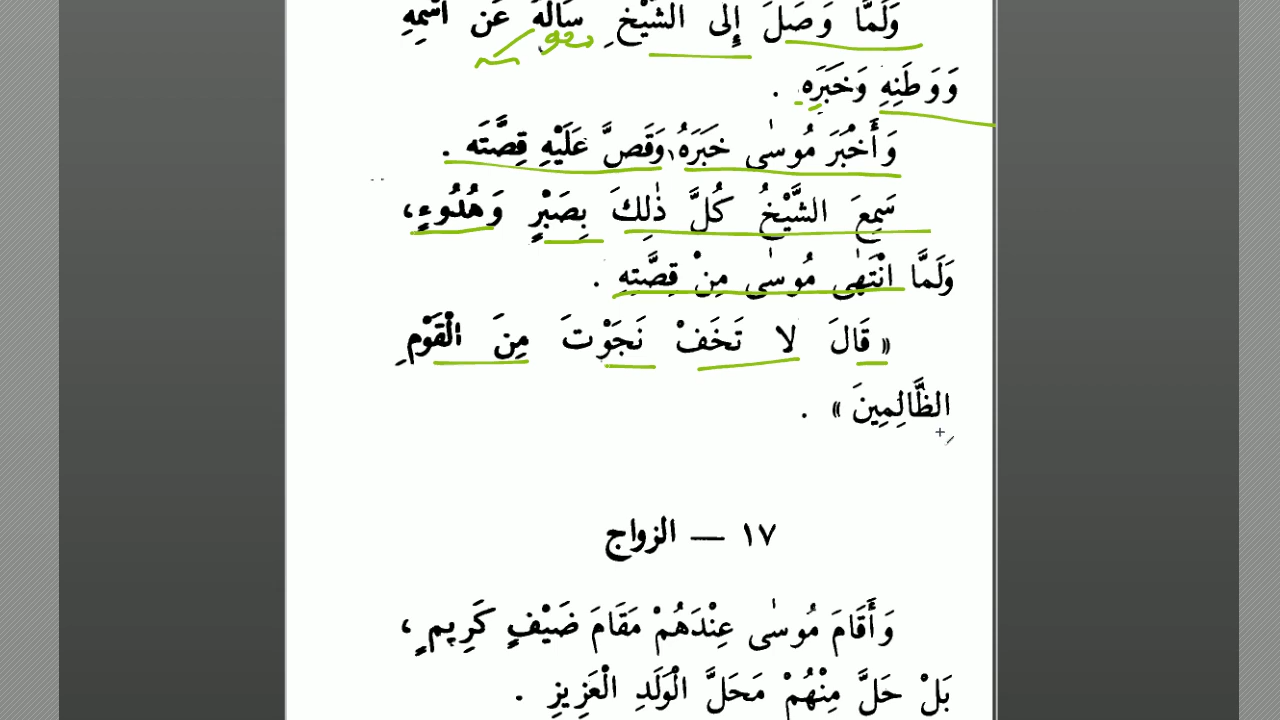 وَلَمَّا وَصَلَ إِلَى الشَّيْخِ سَأَلَهُ عَنِ اسْمِهِ
وَوَطَنِهِ وَخَبَرِهِ .
وَأَخْبَرَ مُوسٰى خَبَرَهُ وَقَصَّ عَلَيْهِ قِصَّتَه .
سَمِعَ الشَّيْخُ كُلَّ ذٰلِكَ بِصَبْرٍ وَهُدُوءٍ،
وَلَمَّا انْتَهٰى مُوسٰى مِنْ قِصَّتِهِ .
« قَالَ لا تَخَفْ نَجَوْتَ مِنَ الْقَوْمِ
الظَّالِمِينَ » .
١٧ — الزواج
وَأَقَامَ مُوسٰى عِنْدَهُمْ مَقَامَ ضَيْفٍ كَرِيمٍ ،
بَلْ حَلَّ مِنْهُمْ مَحَلَّ الْوَلَدِ الْعَزِيزِ .